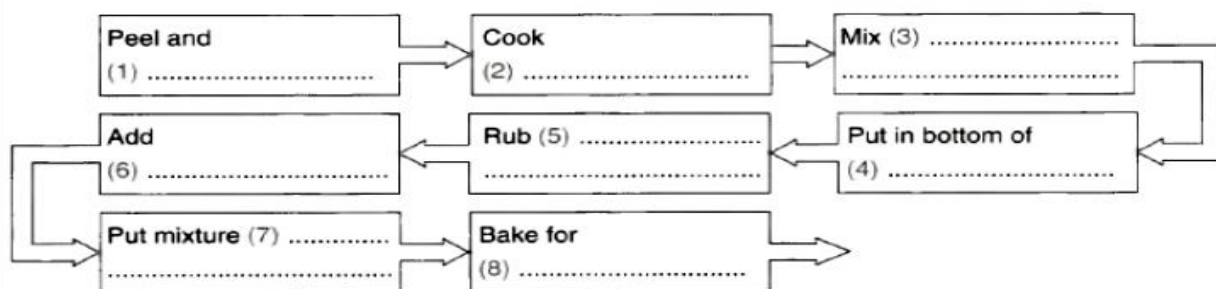 Peel and
(1) ..............................
Cook
(2) ..............................
Mix (3) .........................
......................................
Put in bottom of
(4) ..............................
Rub (5) .........................
......................................
Add
(6) ..............................
Put mixture (7) ..............
......................................
Bake for
(8) ..............................